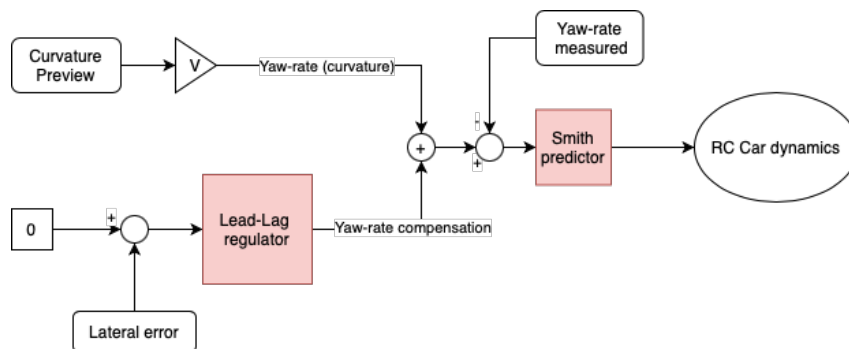 Curvature
Preview
V
Yaw-rate (curvature)
Yaw-rate
measured
-
+
+
Smith
predictor
RC Car dynamics
0
+
Lead-Lag
regulator
Yaw-rate compensation
Lateral error